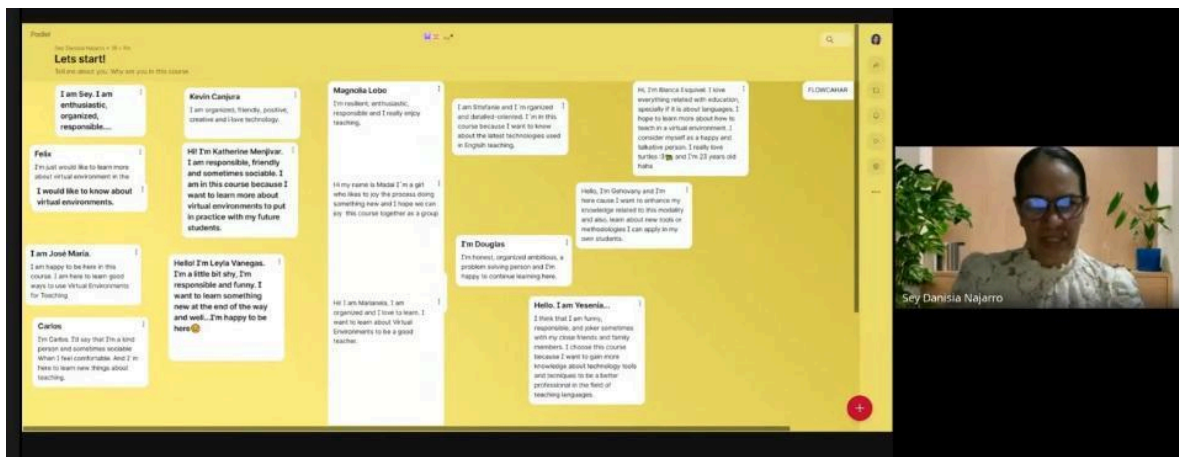 Padlet
Sey Danisia Najarro
Lets start!
Tell me about you. Why are you in this course
I am Sey. I am
enthusiastic,
organized,
responsible....
Felix
I'm just would like to learn more
about virtual environment in the
I would like to know about
virtual environments.
I am José María.
I am happy to be here in this
course. I am here to learn good
ways to use Virtual Environments
for Teaching
Carlos
I'm Carlos. I'd say that I'm a kind
person and sometimes sociable
When I feel comfortable. And I'm
here to learn new things about
teaching.
Kevin Canjura
I am organized, friendly, positive,
creative and i love technology.
Hi! I'm Katherine Menjivar.
I am responsible, friendly
and sometimes sociable. I
am in this course because I
want to learn more about
virtual environments to put
in practice with my future
students.
Hello! I'm Leyla Vanegas.
I'm a little bit shy, I'm
responsible and funny. I
want to learn something
new at the end of the way
and well...I'm happy to be
here
Magnolia Lobo
I'm resilient, enthusiastic,
responsible and I really enjoy
teaching.
Hi my name is Madai I´m a girl
who likes to joy the process doing
something new and I hope we can
joy this course together as a group
Hi! I am Marianela, I am
organized and I love to learn. I
want to learn about Virtual
Environments to be a good
teacher.
I am Stefanie and I´m rganized
and detailed-oriented. I´m in this
course because I want to know
about the latest technologies used
in Engish teaching.
I'm Douglas
I'm honest, organized ambitious, a
problem solving person and I'm
happy to continue learning here.
Hi, I'm Blanca Esquivel. I love
everything related with education,
specially if it is about languages. I
hope to learn more about how to
teach in a virtual environment. I
consider myself as a happy and
talkative person. I really love
turtles :3 and I'm 23 years old
haha
Hello, I'm Gehovany and I'm
here cause I want to enhance my
knowledge related to this modality
and also, learn about new tools or
methodologies I can apply in my
own students.
Hello. I am Yesenia...
I think that I am funny,
responsible, and joker sometimes
with my close friends and family
members. I choose this course
because I want to gain more
knowledge about technology tools
and tecniques to be a better
professional in the field of
teaching languages.
FLOWCAHAR
Sey Danisia Najarro